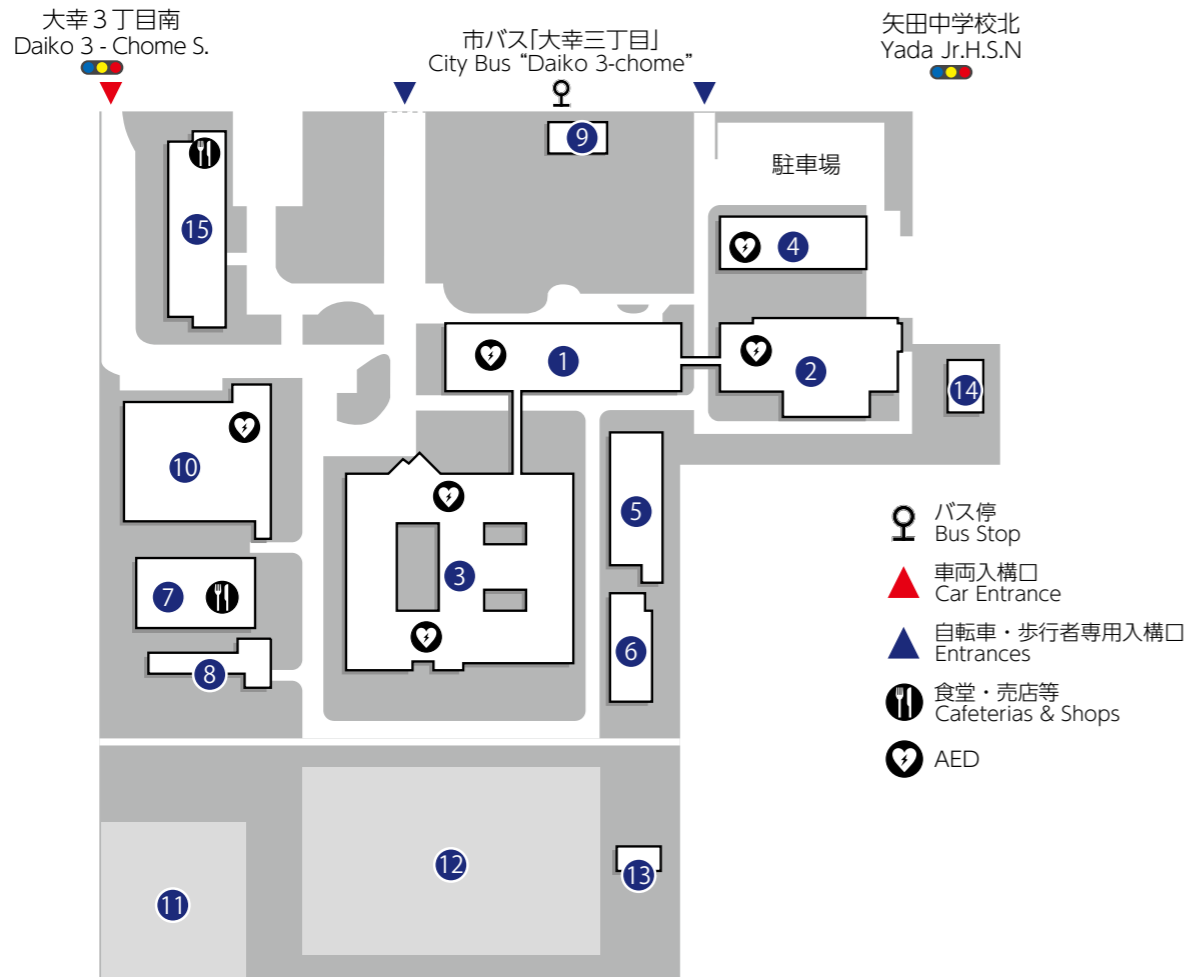 大幸３丁目南
Daiko 3 - Chome S.
市バス「大幸三丁目」
City Bus “Daiko 3-chome”
矢田中学校北
Yada Jr.H.S.N
9
駐車場
15
4
1
2
14
10
5
3
7
6
8
バス停
Bus Stop
車両入構口
Car Entrance
自転車・歩行者専用入構口
Entrances
食堂・売店等
Cafeterias & Shops
AED
12
13
11